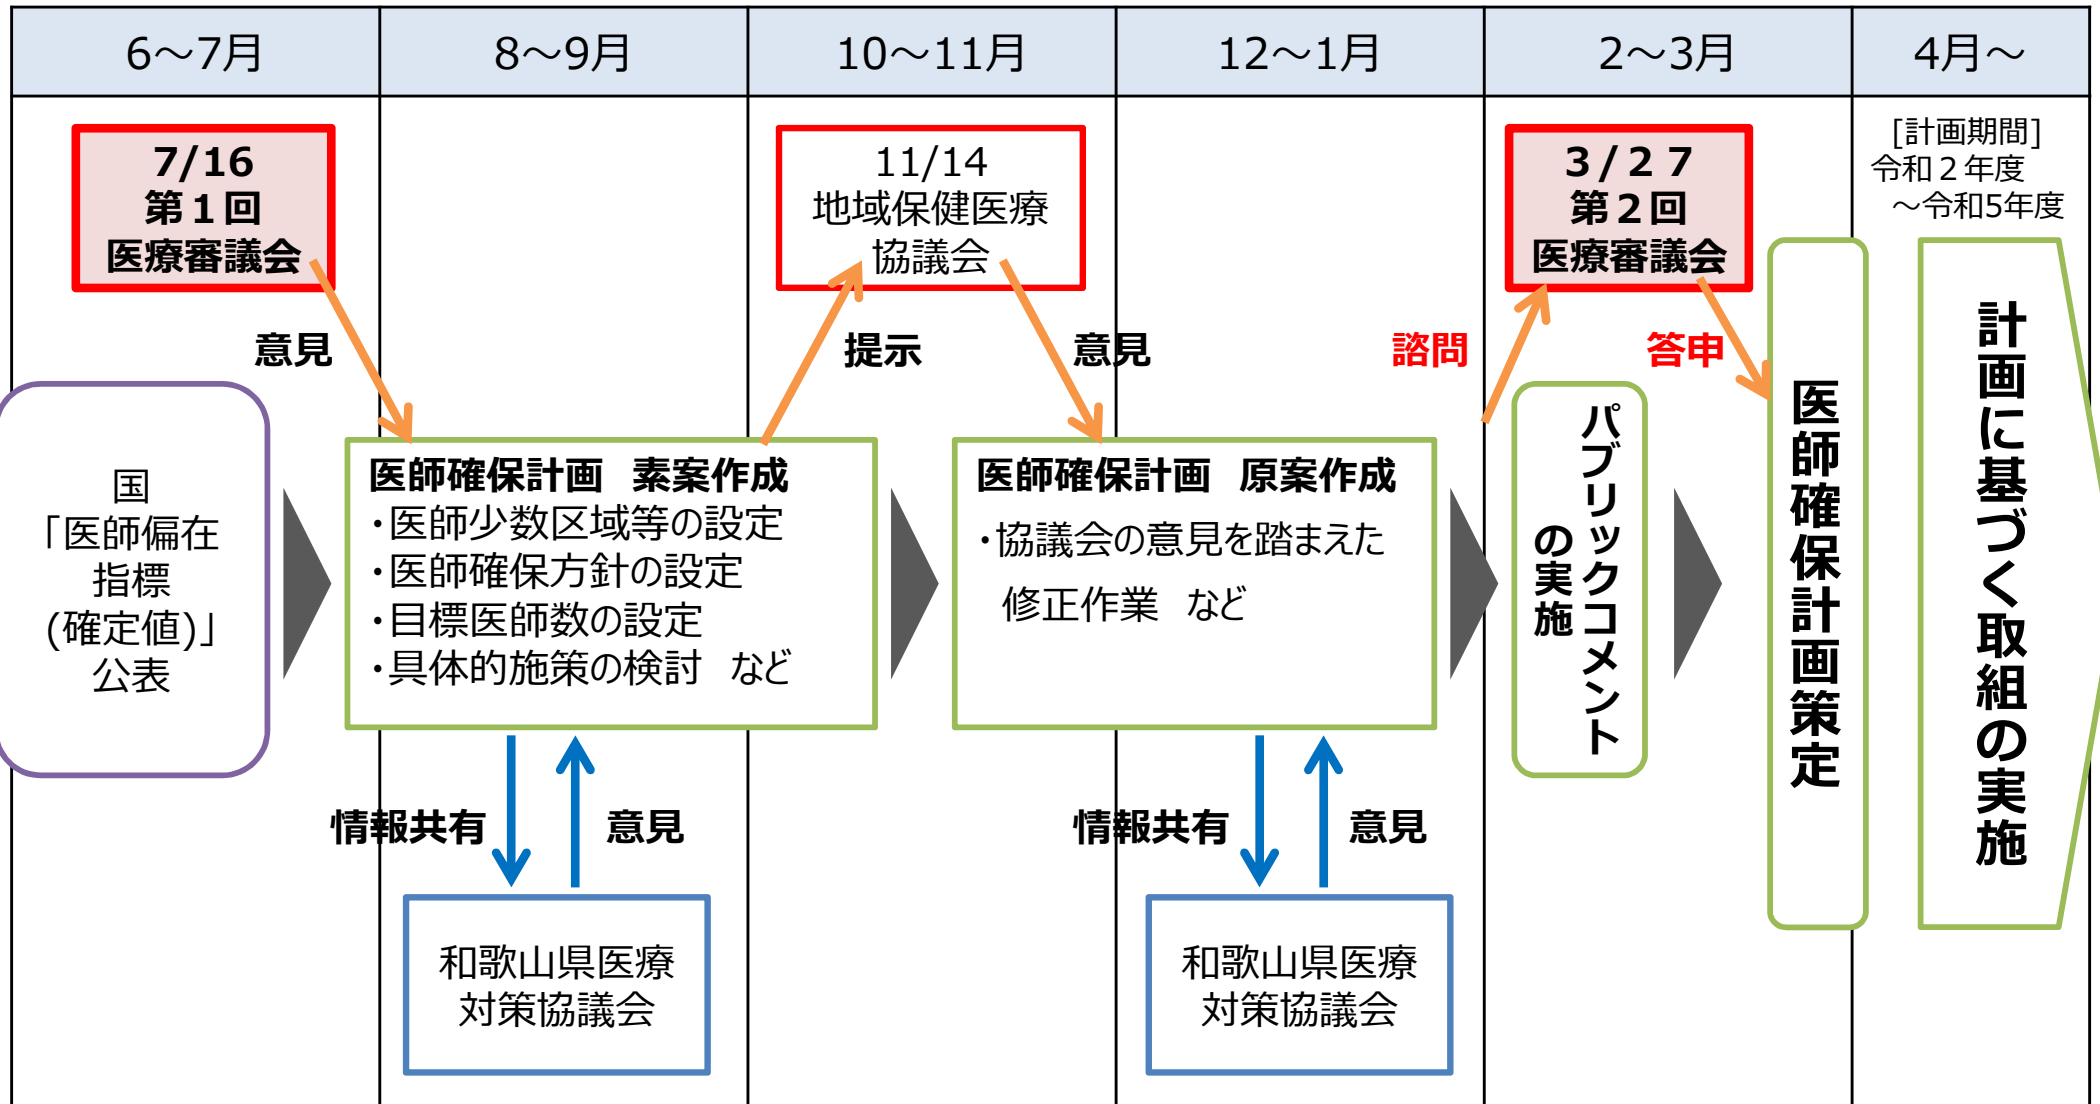 6～7月
8～9月
10～11月
12～1月
2～3月
4月～
7/16
第１回
医療審議会
11/14
地域保健医療
協議会
３/２７
第２回
医療審議会
[計画期間]
令和２年度
～令和5年度
意見
提示
意見
諮問
答申
国
「医師偏在
指標
(確定値)」
公表
医師確保計画　素案作成
・医師少数区域等の設定
・医師確保方針の設定
・目標医師数の設定
・具体的施策の検討　など
医師確保計画　原案作成
・協議会の意見を踏まえた
修正作業　など
パブリックコメント
の実施
医師確保計画策定
計画に基づく取組の実施
情報共有
意見
情報共有
意見
和歌山県医療
対策協議会
和歌山県医療
対策協議会